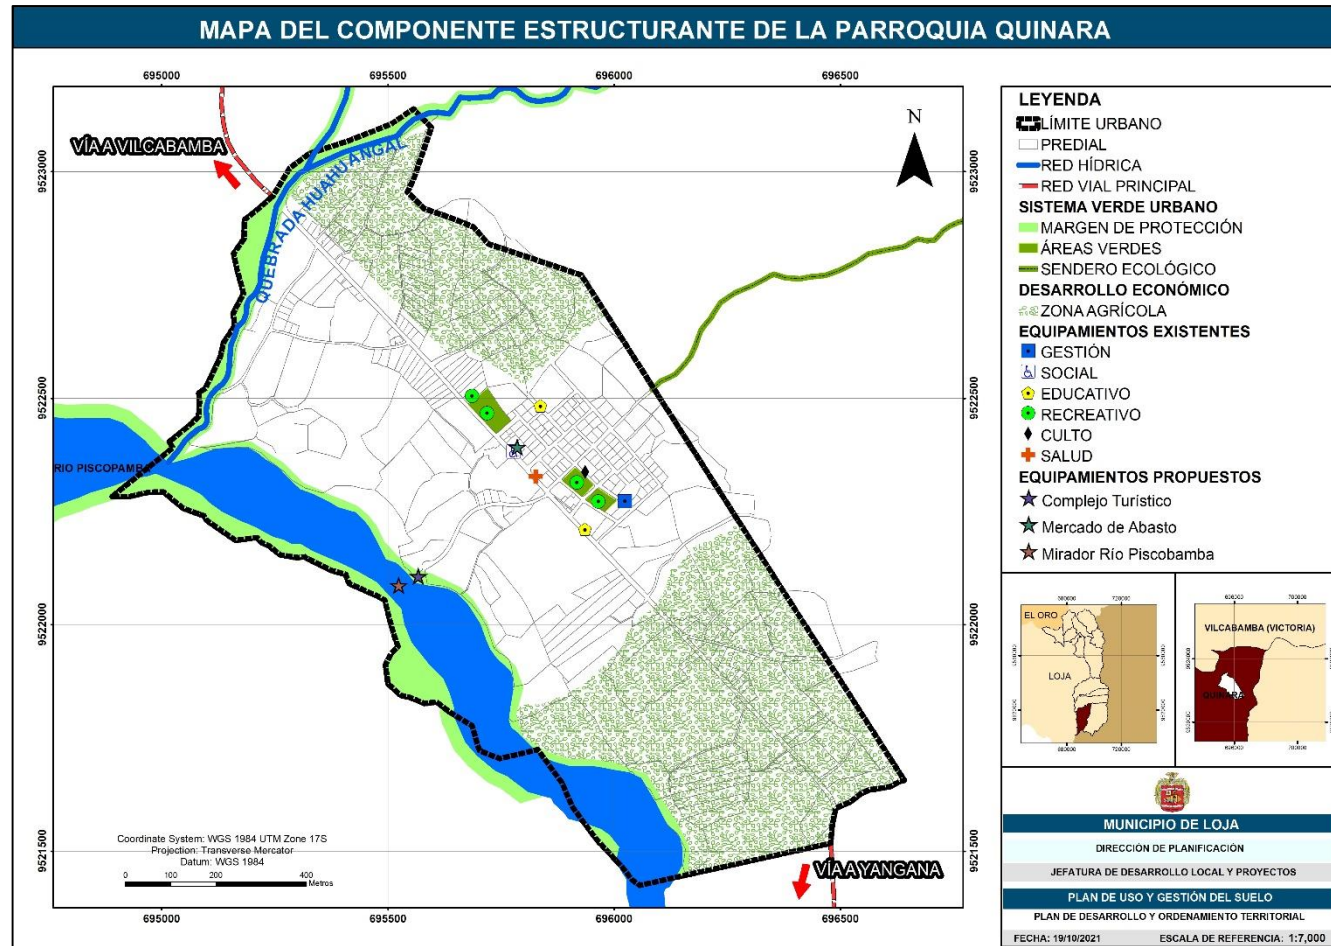 MAPA DEL COMPONENTE ESTRUCTURANTE DE LA PARROQUIA QUINARA
695000 695500 696000 696500
9523000
9522500
9522000
9521500
9523000
9522500
9522000
9521500
VÍA A VILCABAMBA
QUEBRADA HUAHUANGAL
RIO PISCOPAMB
N
VÍA A YANGANA
Coordinate System: WGS 1984 UTM Zone 17S
Projection: Transverse Mercator
Datum: WGS 1984
0 100 200 400
Metros
695000 695500 696000 696500
LEYENDA
LÍMITE URBANO
PREDIAL
RED HÍDRICA
RED VIAL PRINCIPAL
SISTEMA VERDE URBANO
MARGEN DE PROTECCIÓN
ÁREAS VERDES
SENDERO ECOLÓGICO
DESARROLLO ECONÓMICO
ZONA AGRÍCOLA
EQUIPAMIENTOS EXISTENTES
GESTIÓN
SOCIAL
EDUCATIVO
RECREATIVO
CULTO
SALUD
EQUIPAMIENTOS PROPUESTOS
Complejo Turístico
Mercado de Abasto
Mirador Río Piscobamba
EL ORO
LOJA
VILCABAMBA (VICTORIA)
QUINARA
MUNICIPIO DE LOJA
DIRECCIÓN DE PLANIFICACIÓN
JEFATURA DE DESARROLLO LOCAL Y PROYECTOS
PLAN DE USO Y GESTIÓN DEL SUELO
PLAN DE DESARROLLO Y ORDENAMIENTO TERRITORIAL
FECHA: 19/10/2021 ESCALA DE REFERENCIA: 1:7,000